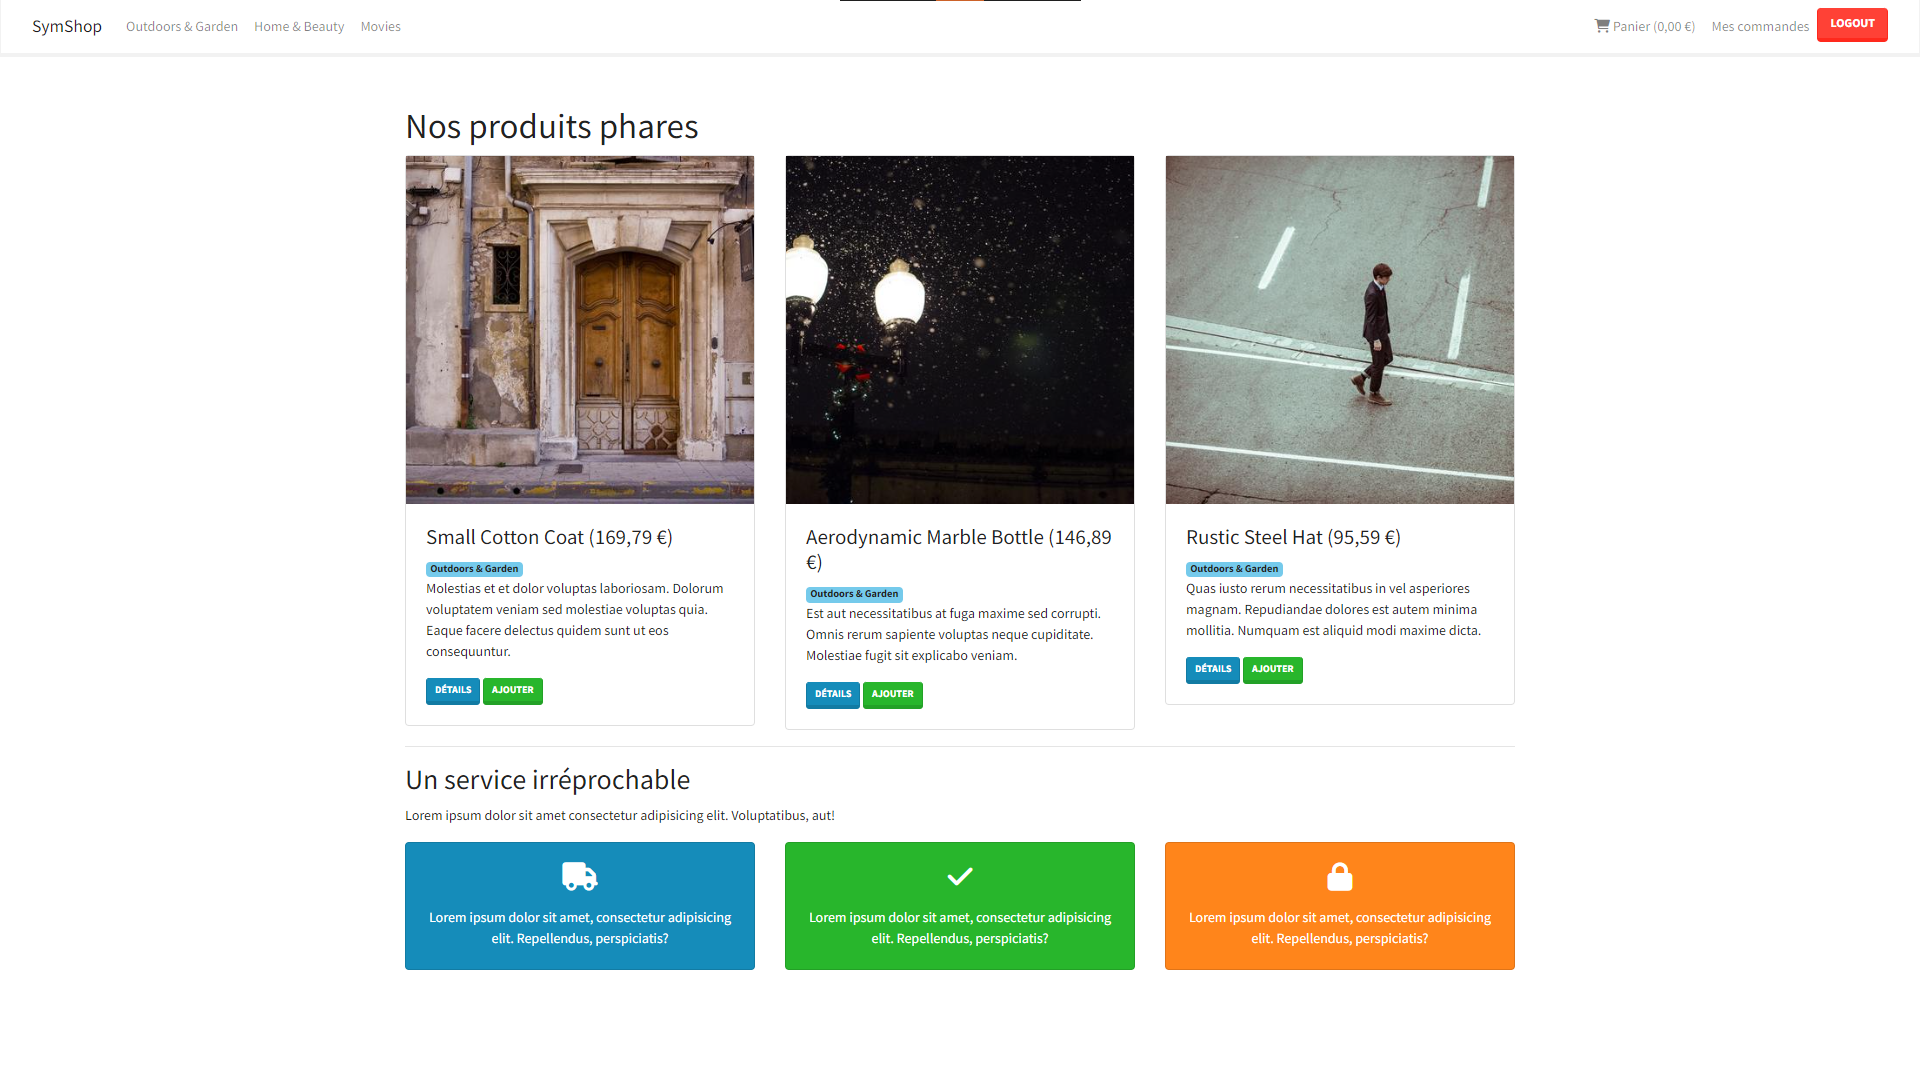 SymShop Outdoors & Garden Home & Beauty Movies Panier (0,00 €) Mes commandes LOGOUT
Nos produits phares
Small Cotton Coat (169,79 €)
Outdoors & Garden
Molestias et et dolor voluptas laboriosam. Dolorum
voluptatem veniam sed molestiae voluptas quia.
Eaque facere delectus quidem sunt ut eos
consequuntur.
DÉTAILS AJOUTER
Aerodynamic Marble Bottle (146,89
€)
Outdoors & Garden
Est aut necessitatibus at fuga maxime sed corrupti.
Omnis rerum sapiente voluptas neque cupiditate.
Molestiae fugit sit explicabo veniam.
DÉTAILS AJOUTER
Rustic Steel Hat (95,59 €)
Outdoors & Garden
Quas iusto rerum necessitatibus in vel asperiores
magnam. Repudiandae dolores est autem minima
mollitia. Numquam est aliquid modi maxime dicta.
DÉTAILS AJOUTER
Un service irréprochable
Lorem ipsum dolor sit amet consectetur adipisicing elit. Voluptatibus, aut!
Lorem ipsum dolor sit amet, consectetur adipisicing
elit. Repellendus, perspiciatis?
Lorem ipsum dolor sit amet, consectetur adipisicing
elit. Repellendus, perspiciatis?
Lorem ipsum dolor sit amet, consectetur adipisicing
elit. Repellendus, perspiciatis?